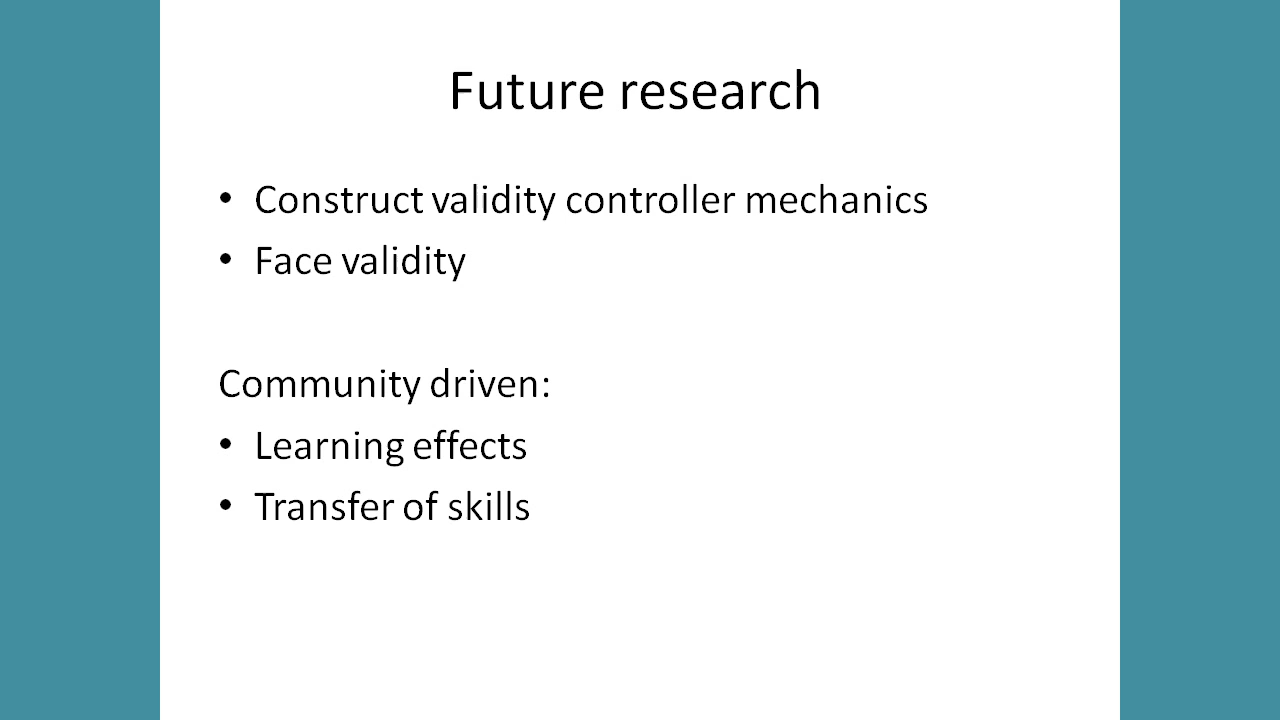 Future research
• Construct validity controller mechanics
• Face validity
Community driven:
• Learning effects
• Transfer of skills